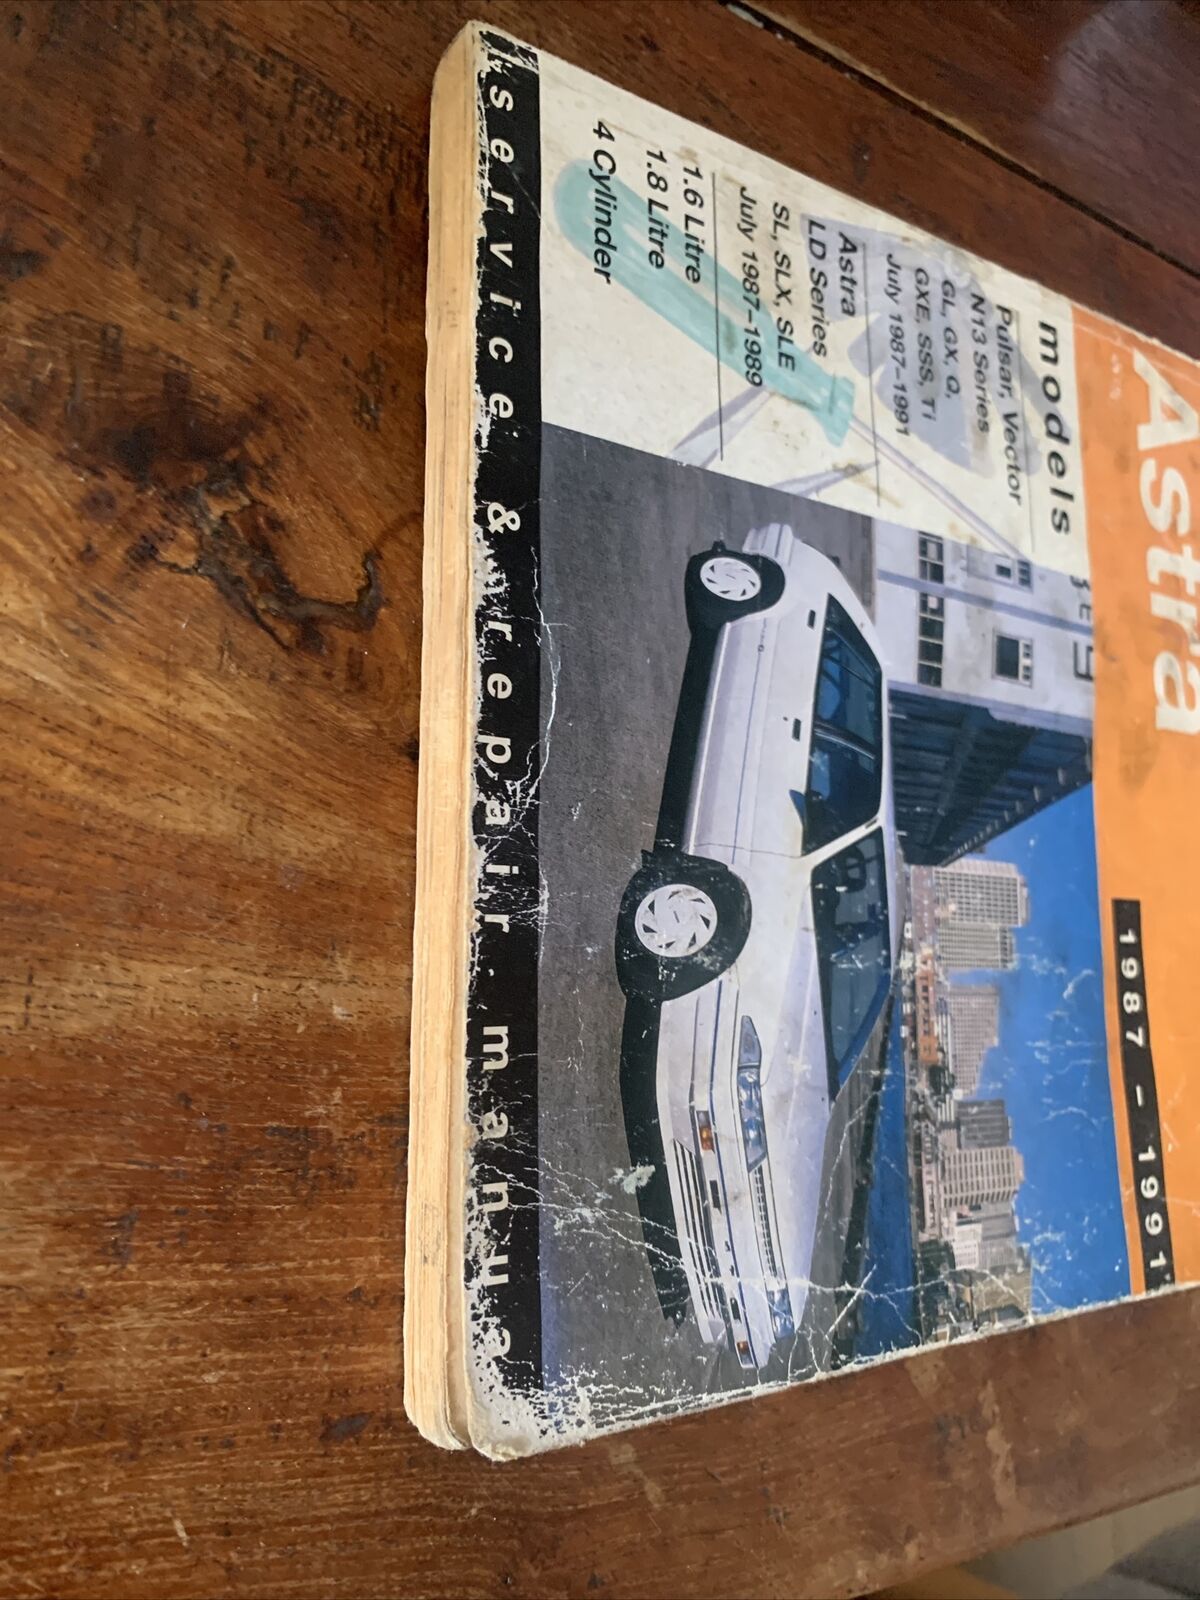 Astra
1987 - 1991
models
Pulsar, Vector
N13 Series
GL, GX, Q,
GXE, SSS, TI
July 1987-1991
Astra
LD Series
SL, SLX, SLE
July 1987-1989
1.6 Litre
1.8 Litre
4 Cylinder
service & repair manua